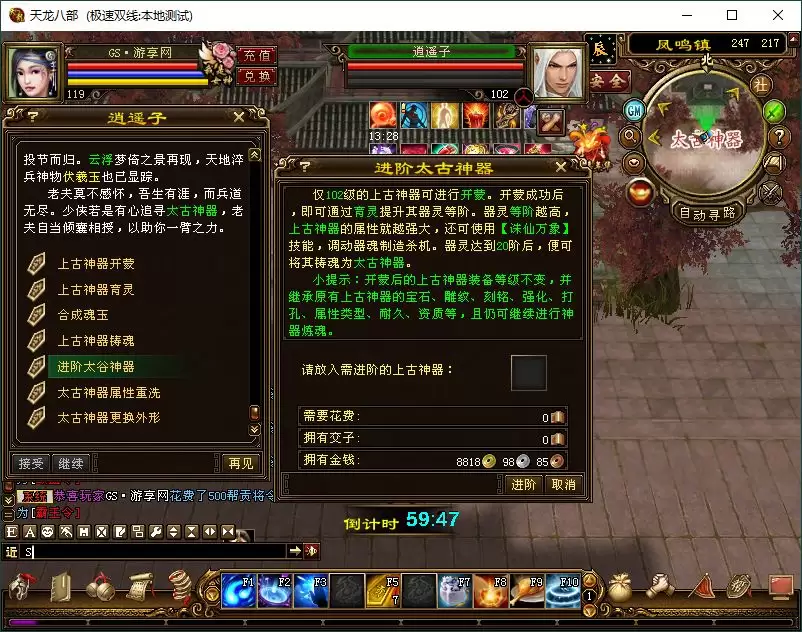 天龙八部 (极速双线:本地测试)
GS·游享网
119
充值
兑换
逍遥子
102
安全
辰
凤鸣镇 247 217
北
社
GM
太古神器
自动寻路
13:28
逍遥子
投节而归。云浮梦倚之景再现，天地淬
兵神物伏羲玉也已显踪。
老夫莫不感怀，吾生有涯，而兵道
无尽。少侠若是有心追寻太古神器，老
夫自当倾囊相授，以助你一臂之力。
上古神器开蒙
上古神器育灵
合成魂玉
上古神器铸魂
进阶太谷神器
太古神器属性重洗
太古神器更换外形
接受 继续 再见
进阶太古神器
仅102级的上古神器可进行开蒙。开蒙成功后
，即可通过育灵提升其器灵等阶。器灵等阶越高，
上古神器的属性就越强大，还可使用【诛仙万象】
技能，调动器魂制造杀机。器灵达到20阶后，便可
将其铸魂为太古神器。
小提示：开蒙后的上古神器装备等级不变，并
继承原有上古神器的宝石、雕纹、刻铭、强化、打
孔、属性类型、耐久、资质等，且仍可继续进行神
器炼魂。
请放入需进阶的上古神器：
需要花费： 0
拥有交子： 0
拥有金钱： 8818 98 85
进阶 取消
系统 恭喜玩家GS·游享网花费了500帮贡将令
为[霸王令]
倒计时 59:47
近 S
F1 F2 F3 F5 7 F7 F8 F9 F10 1